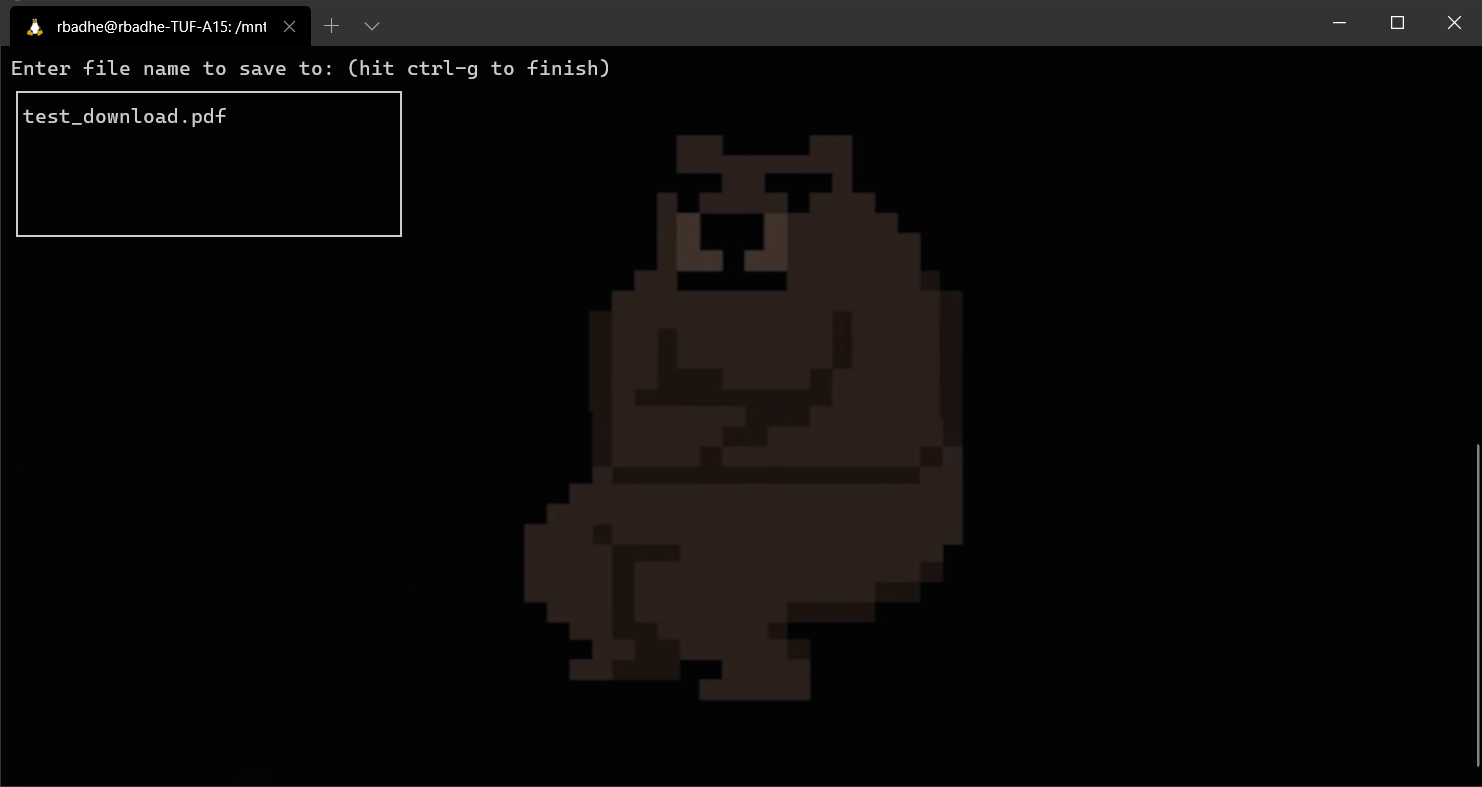 rbadhe@rbadhe-TUF-A15: /mnt
Enter file name to save to: (hit ctrl-g to finish)
test_download.pdf